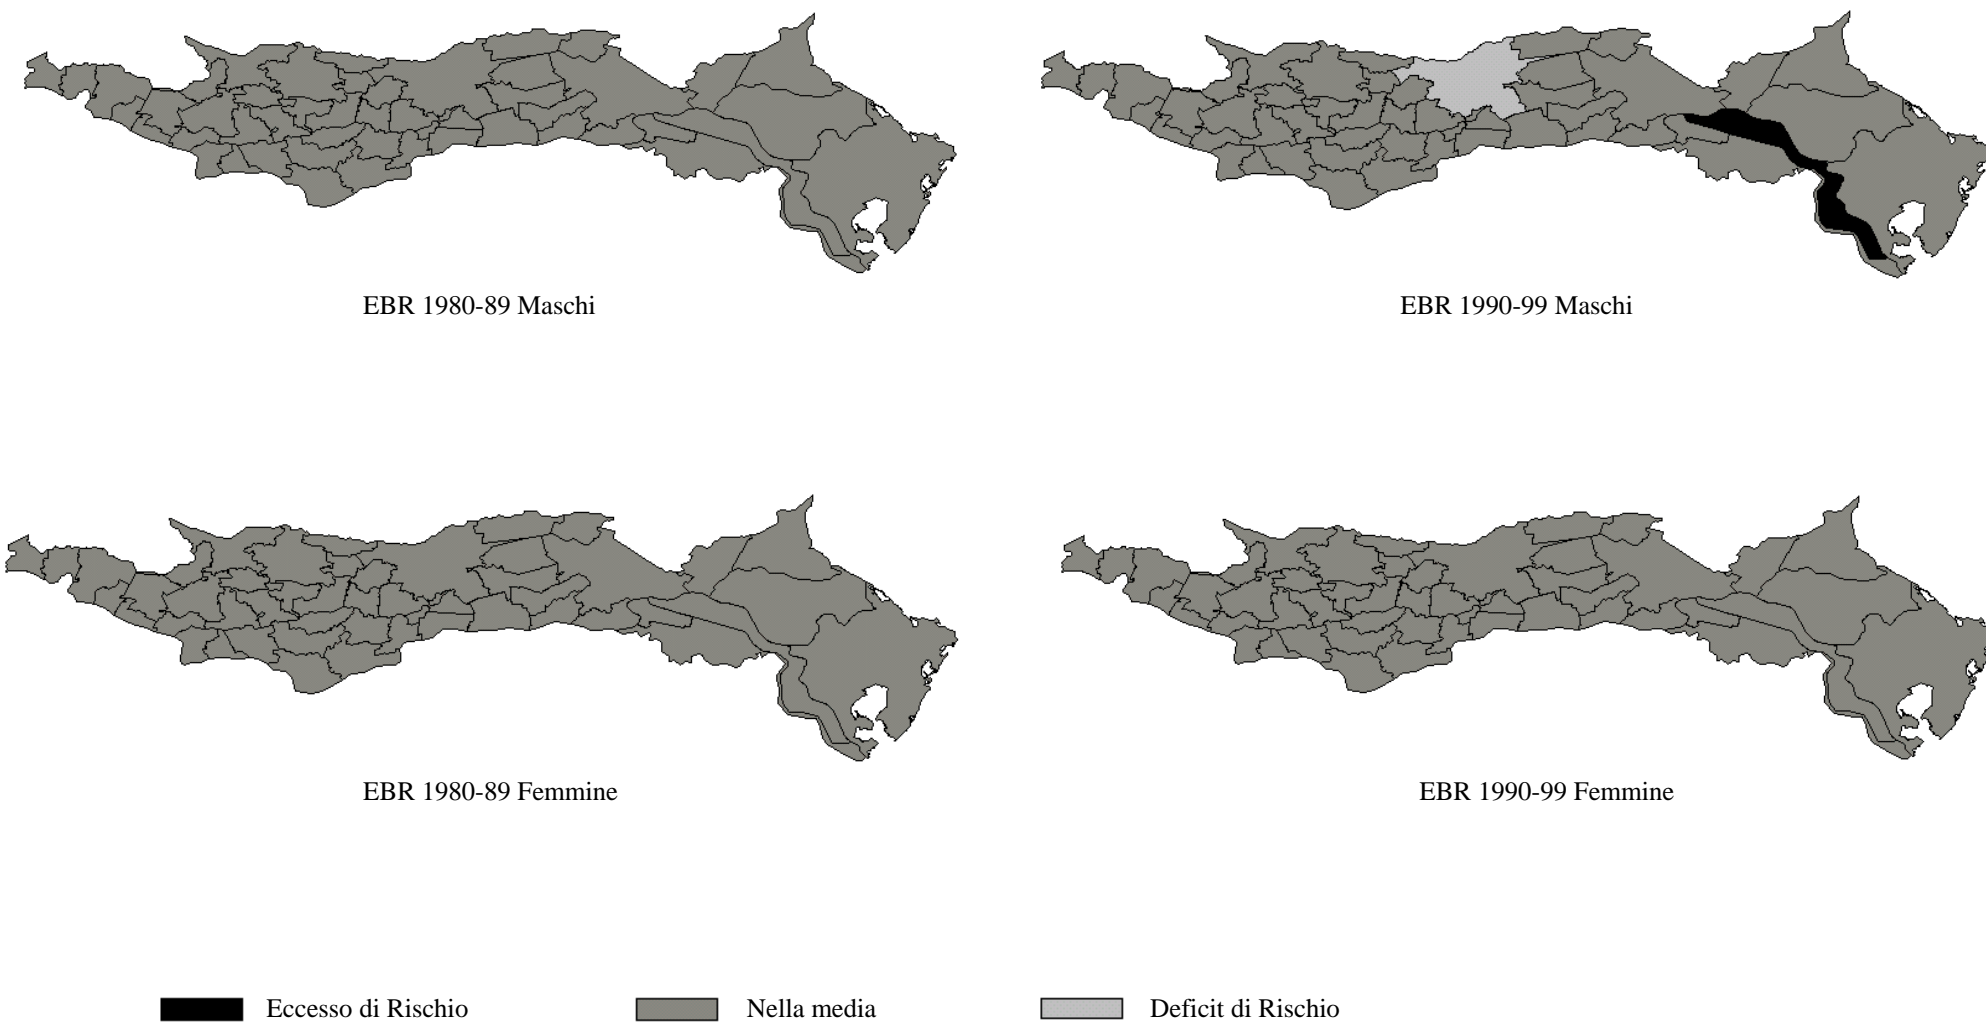 EBR 1980-89 Maschi
EBR 1990-99 Maschi
EBR 1980-89 Femmine
EBR 1990-99 Femmine
Eccesso di Rischio
Nella media
Deficit di Rischio